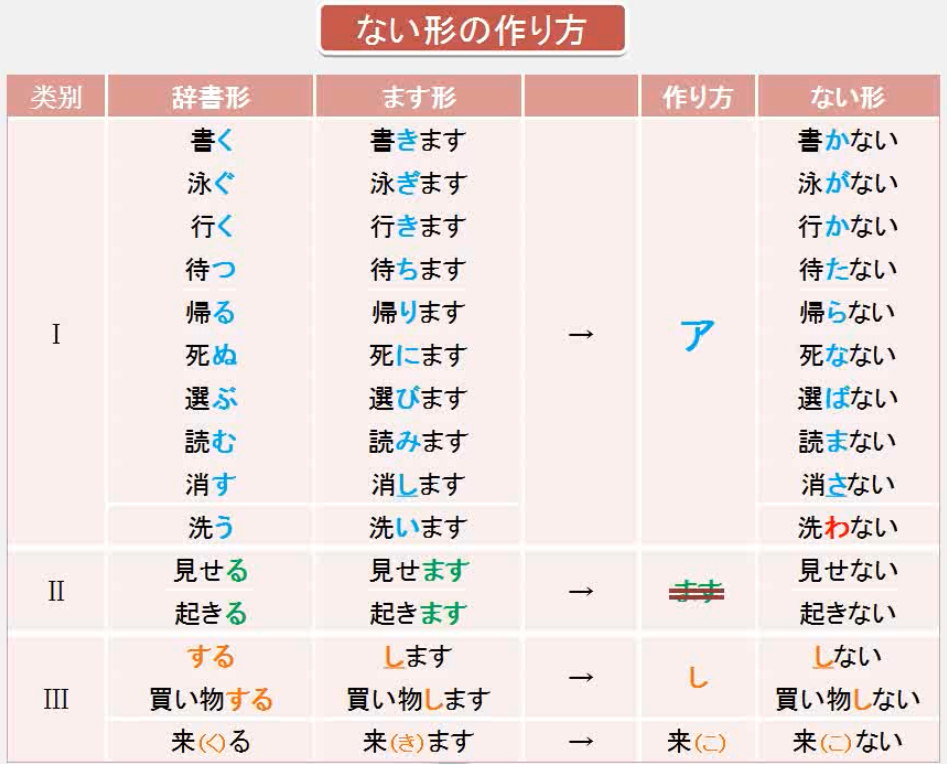 ない形の作り方
类别 辞書形 ます形 作り方 ない形
書く 書きます 書かない
泳ぐ 泳ぎます 泳がない
行く 行きます 行かない
待つ 待ちます 待たない
帰る 帰ります 帰らない
I → ア
死ぬ 死にます 死なない
選ぶ 選びます 選ばない
読む 読みます 読まない
消す 消します 消さない
洗う 洗います 洗わない
見せる 見せます 見せない
II → ます
起きる 起きます 起きない
する します → し しない
III 買い物する 買い物します 買い物しない
来(く)る 来(き)ます → 来(こ) 来(こ)ない